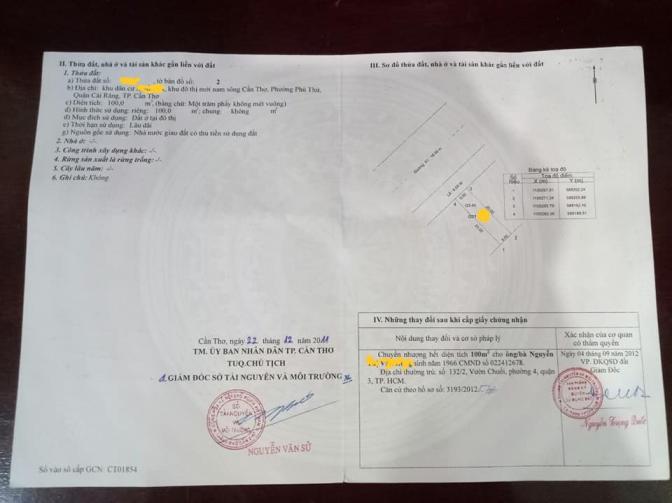 II. Thửa đất, nhà ở và tài sản khác gắn liền với đất
1. Thửa đất:
a) Thửa đất số: , tờ bản đồ số: 2
b) Địa chỉ: khu dân cư , khu đô thị mới nam sông Cần Thơ, Phường Phú Thứ,
Quận Cái Răng, TP. Cần Thơ
c) Diện tích: 100,0 m², (bằng chữ: Một trăm phẩy không mét vuông)
d) Hình thức sử dụng: riêng: 100,0 m²; chung: không m²
đ) Mục đích sử dụng: Đất ở tại đô thị
e) Thời hạn sử dụng: Lâu dài
g) Nguồn gốc sử dụng: Nhà nước giao đất có thu tiền sử dụng đất
2. Nhà ở: -/-
3. Công trình xây dựng khác: -/-
4. Rừng sản xuất là rừng trồng: -/-
5. Cây lâu năm: -/-
6. Ghi chú: Không
Cần Thơ, ngày 22 tháng 12 năm 2011
TM. ỦY BAN NHÂN DÂN TP. CẦN THƠ
TUQ.CHỦ TỊCH
GIÁM ĐỐC SỞ TÀI NGUYÊN VÀ MÔI TRƯỜNG
SỞ
TÀI NGUYÊN
VÀ
MÔI TRƯỜNG
NGUYỄN VĂN SỬ
Số vào sổ cấp GCN: CT01854
III. Sơ đồ thửa đất, nhà ở và tài sản khác gắn liền với đất
Bảng kê toạ độ
Số hiệu
Toạ độ điểm
X (m) Y (m)
1
2
3
4
IV. Những thay đổi sau khi cấp giấy chứng nhận
Nội dung thay đổi và cơ sở pháp lý
Xác nhận của cơ quan
có thẩm quyền
Chuyển nhượng hết diện tích 100m² cho ông/bà Nguyễn
sinh năm 1966 CMND số 022412678.
Địa chỉ thường trú: số 132/2, Vườn Chuối, phường 4, quận
3, TP. HCM.
Căn cứ theo hồ sơ số: 3193/2012
Ngày 04 tháng 09 năm 2012
VP. ĐKQSD đất
Giám Đốc
Nguyễn Trượng Quốc